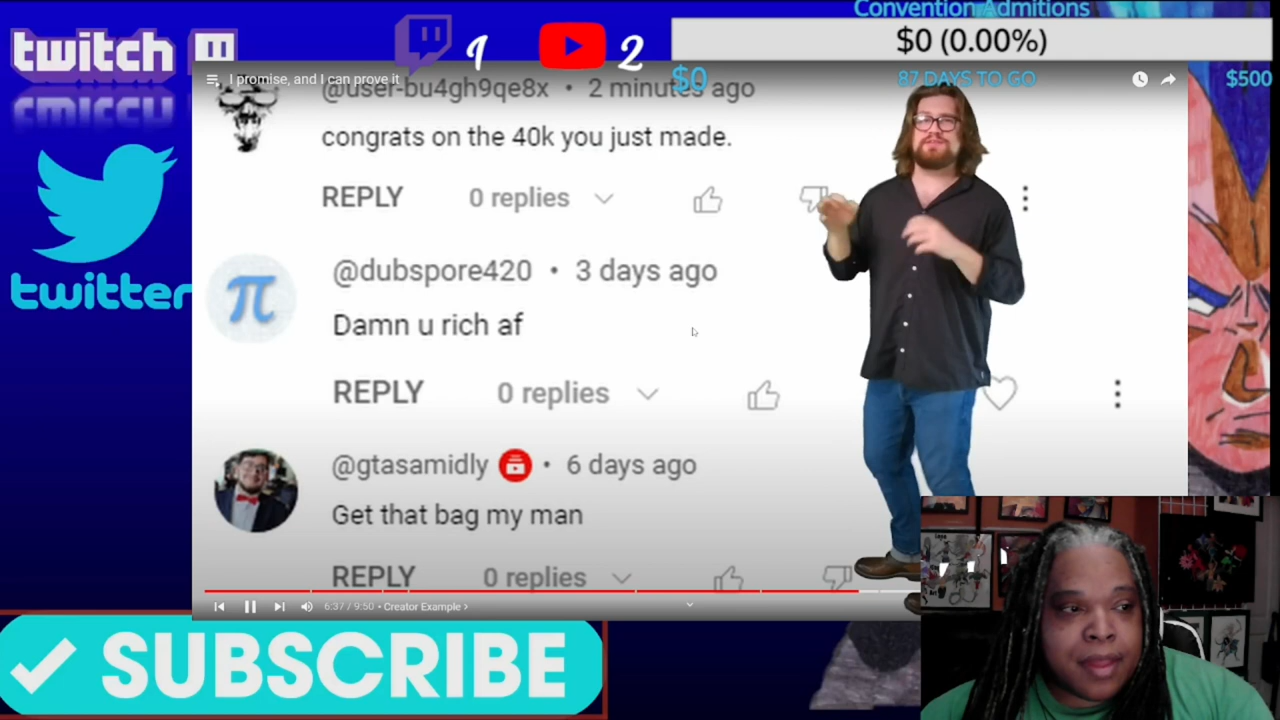 Convention Admitions
twitch
9
2
$0 (0.00%)
I promise, and I can prove it
$0
87 DAYS TO GO
$500
@user-bu4gh9qe8x • 2 minutes ago
congrats on the 40k you just made.
REPLY 0 replies
π
@dubspore420 • 3 days ago
Damn u rich af
REPLY 0 replies
twitter
@gtasamidly • 6 days ago
Get that bag my man
REPLY 0 replies
6:37 / 9:50 • Creator Example >
SUBSCRIBE